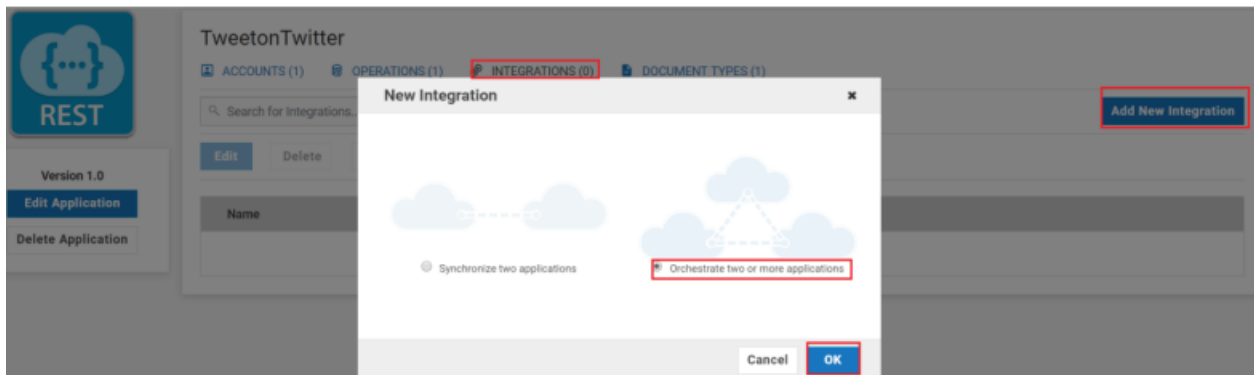 TweetonTwitter
ACCOUNTS (1) OPERATIONS (1) INTEGRATIONS (0) DOCUMENT TYPES (1)
{...}
REST
Search for Integrations..
Add New Integration
Edit Delete
Version 1.0
Edit Application
Delete Application
Name
New Integration
Synchronize two applications
Orchestrate two or more applications
Cancel OK